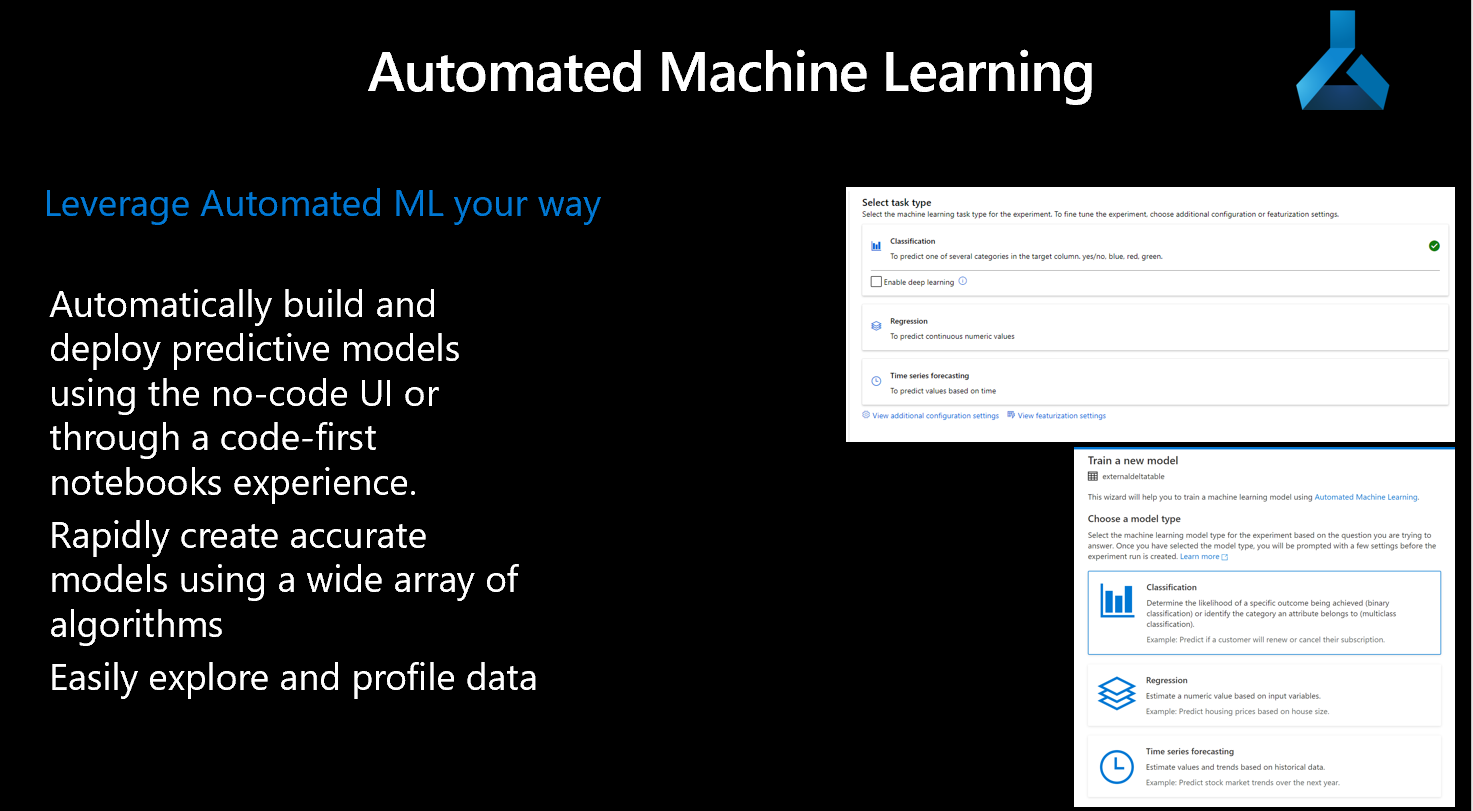 Automated Machine Learning
Leverage Automated ML your way
Automatically build and
deploy predictive models
using the no-code UI or
through a code-first
notebooks experience.
Rapidly create accurate
models using a wide array of
algorithms
Easily explore and profile data
Select task type
Select the machine learning task type for the experiment. To fine tune the experiment, choose additional configuration or featurization settings.
Classification
To predict one of several categories in the target column. yes/no, blue, red, green.
Enable deep learning
Regression
To predict continuous numeric values
Time series forecasting
To predict values based on time
View additional configuration settings View featurization settings
Train a new model
externaldeltatable
This wizard will help you to train a machine learning model using Automated Machine Learning.
Choose a model type
Select the machine learning model type for the experiment based on the question you are trying to
answer. Once you have selected the model type, you will be prompted with a few settings before the
experiment run is created. Learn more
Classification
Determine the likelihood of a specific outcome being achieved (binary
classification) or identify the category an attribute belongs to (multiclass
classification).
Example: Predict if a customer will renew or cancel their subscription.
Regression
Estimate a numeric value based on input variables.
Example: Predict housing prices based on house size.
Time series forecasting
Estimate values and trends based on historical data.
Example: Predict stock market trends over the next year.